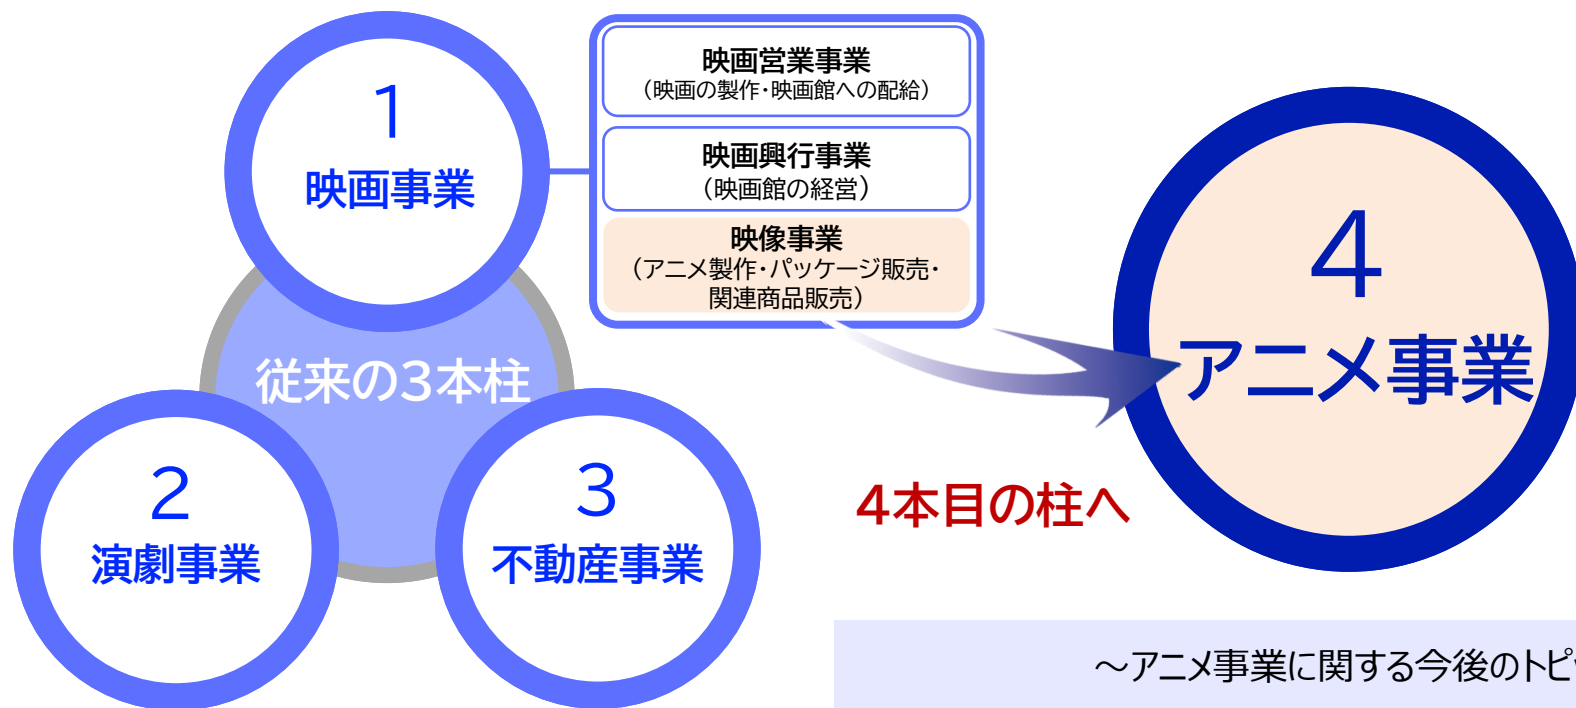 1
映画事業
映画営業事業
（映画の製作・映画館への配給）
映画興行事業
（映画館の経営）
映像事業
（アニメ製作・パッケージ販売・
関連商品販売）
従来の3本柱
2
演劇事業
3
不動産事業
4
アニメ事業
4本目の柱へ
～アニメ事業に関する今後のトピ